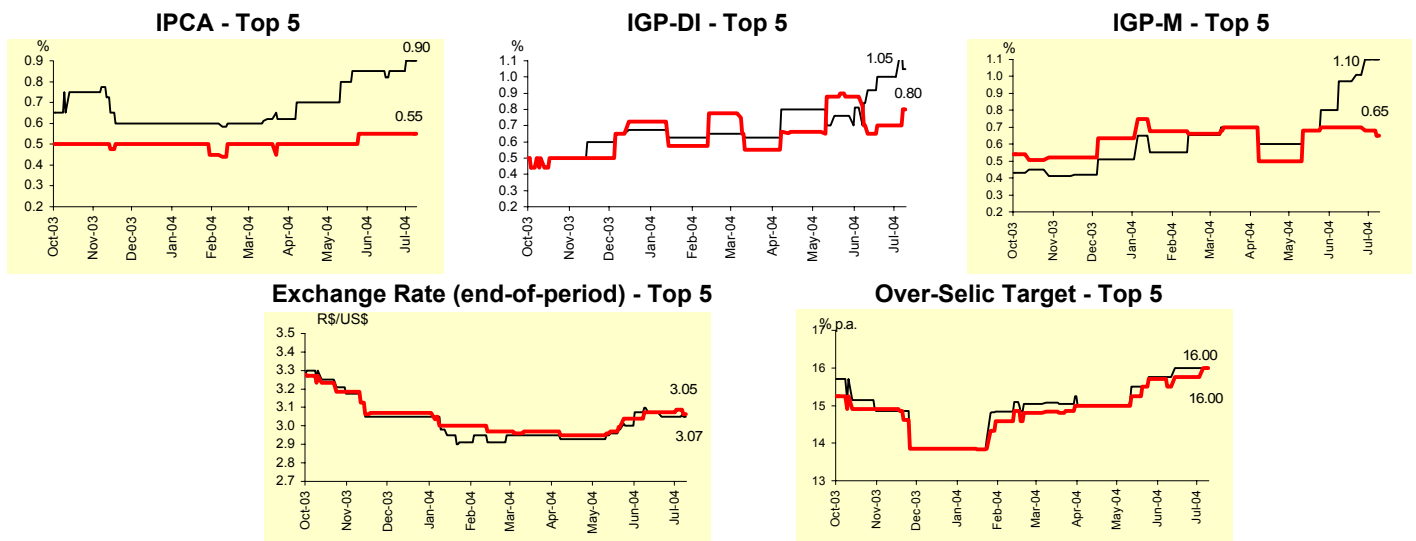 IPCA - Top 5
%
0.9
0.8
0.7
0.6
0.5
0.4
0.3
0.2
0.90
0.55
Oct-03
Nov-03
Dec-03
Jan-04
Feb-04
Mar-04
Apr-04
May-04
Jun-04
Jul-04
IGP-DI - Top 5
%
1.1
1.0
0.9
0.8
0.7
0.6
0.5
0.4
0.3
0.2
1.05
0.80
Oct-03
Nov-03
Dec-03
Jan-04
Feb-04
Mar-04
Apr-04
May-04
Jun-04
Jul-04
IGP-M - Top 5
%
1.1
1.0
0.9
0.8
0.7
0.6
0.5
0.4
0.3
0.2
1.10
0.65
Oct-03
Nov-03
Dec-03
Jan-04
Feb-04
Mar-04
Apr-04
May-04
Jun-04
Jul-04
Exchange Rate (end-of-period) - Top 5
R$/US$
3.5
3.4
3.3
3.2
3.1
3.0
2.9
2.8
2.7
3.05
3.07
Oct-03
Nov-03
Dec-03
Jan-04
Feb-04
Mar-04
Apr-04
May-04
Jun-04
Jul-04
Over-Selic Target - Top 5
% p.a.
17
16
15
14
13
16.00
16.00
Oct-03
Nov-03
Dec-03
Jan-04
Feb-04
Mar-04
Apr-04
May-04
Jun-04
Jul-04